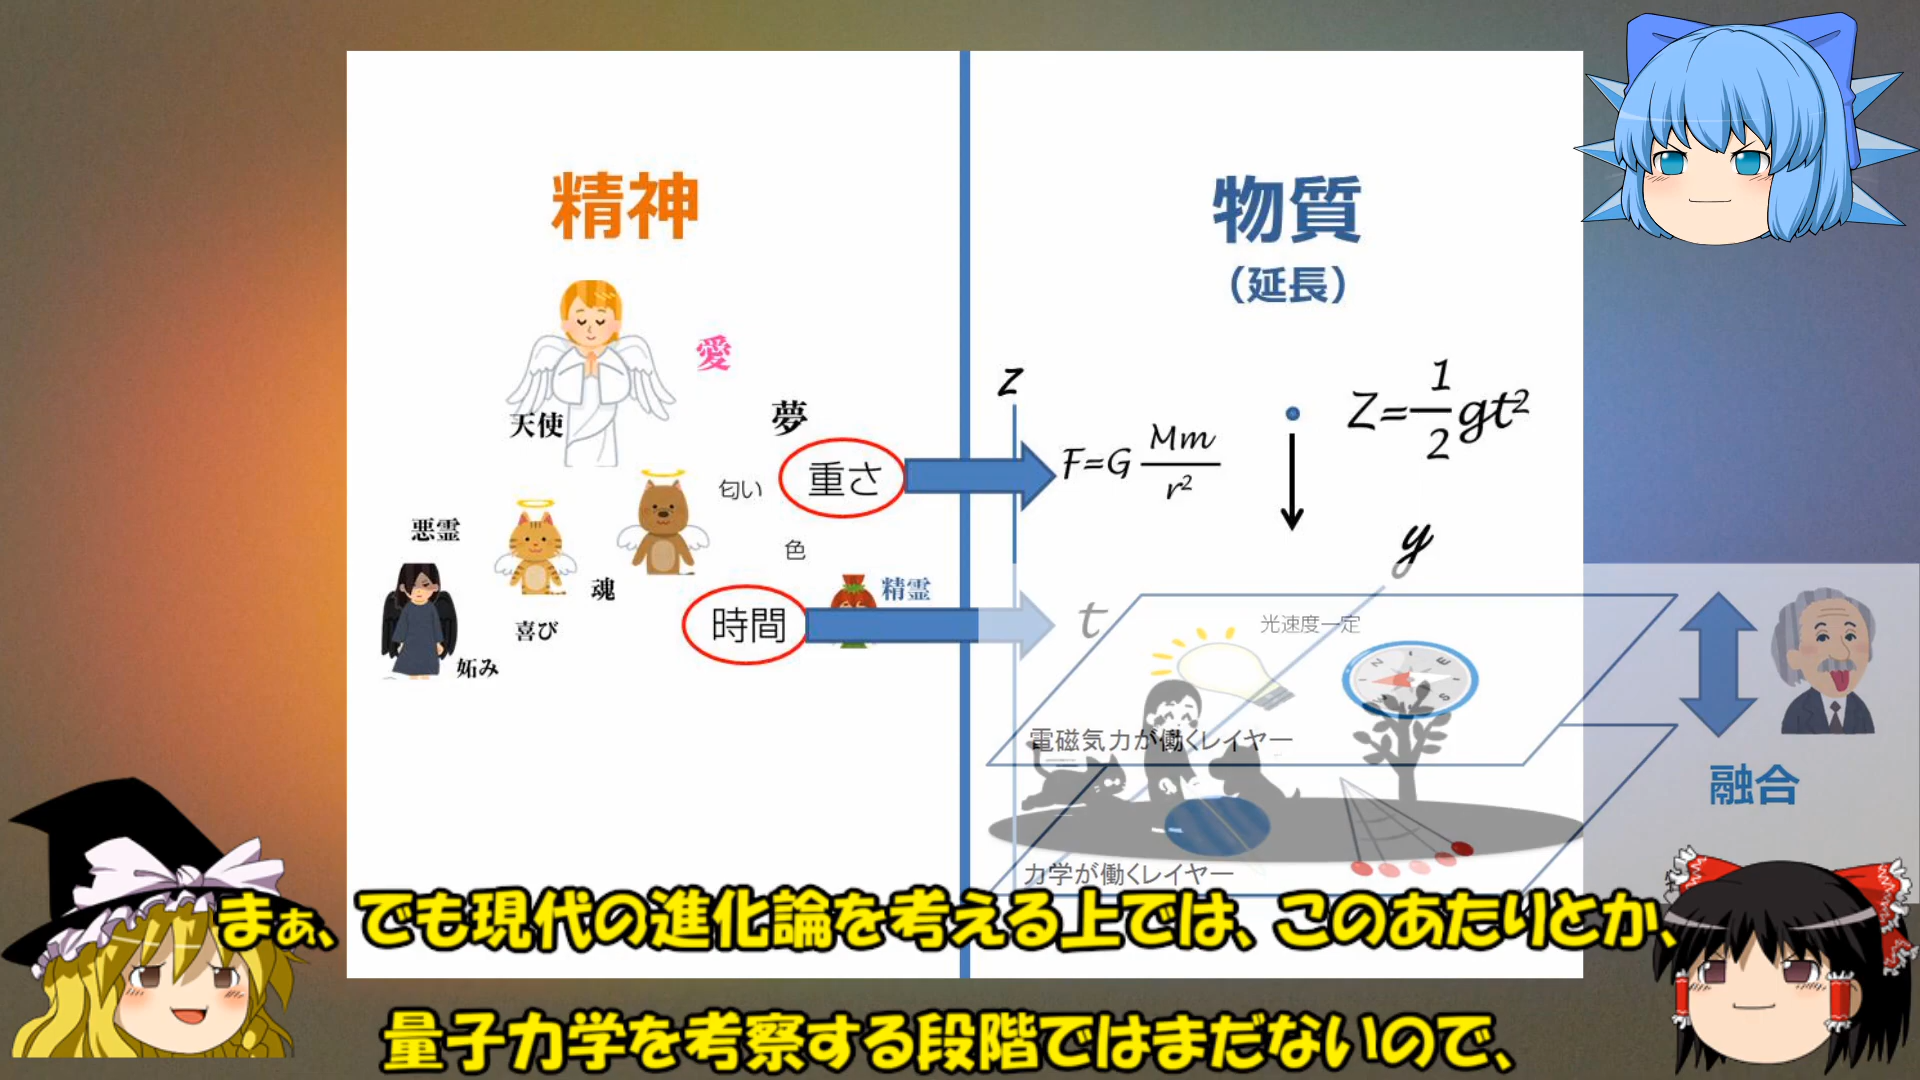 精神
物質
（延長）
愛
天使
夢
匂い
重さ
色
悪霊
魂
精霊
喜び
時間
妬み
z
F=G Mm/r²
Z=1/2gt²
y
t
光速度一定
N
E
S
電磁気力が働くレイヤー
力学が働くレイヤー
融合
まぁ、でも現代の進化論を考える上では、このあたりとか、
量子力学を考察する段階ではまだないので、